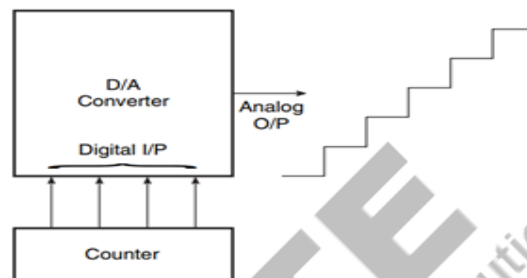 D/A
Converter
Digital I/P
Analog
O/P
Counter